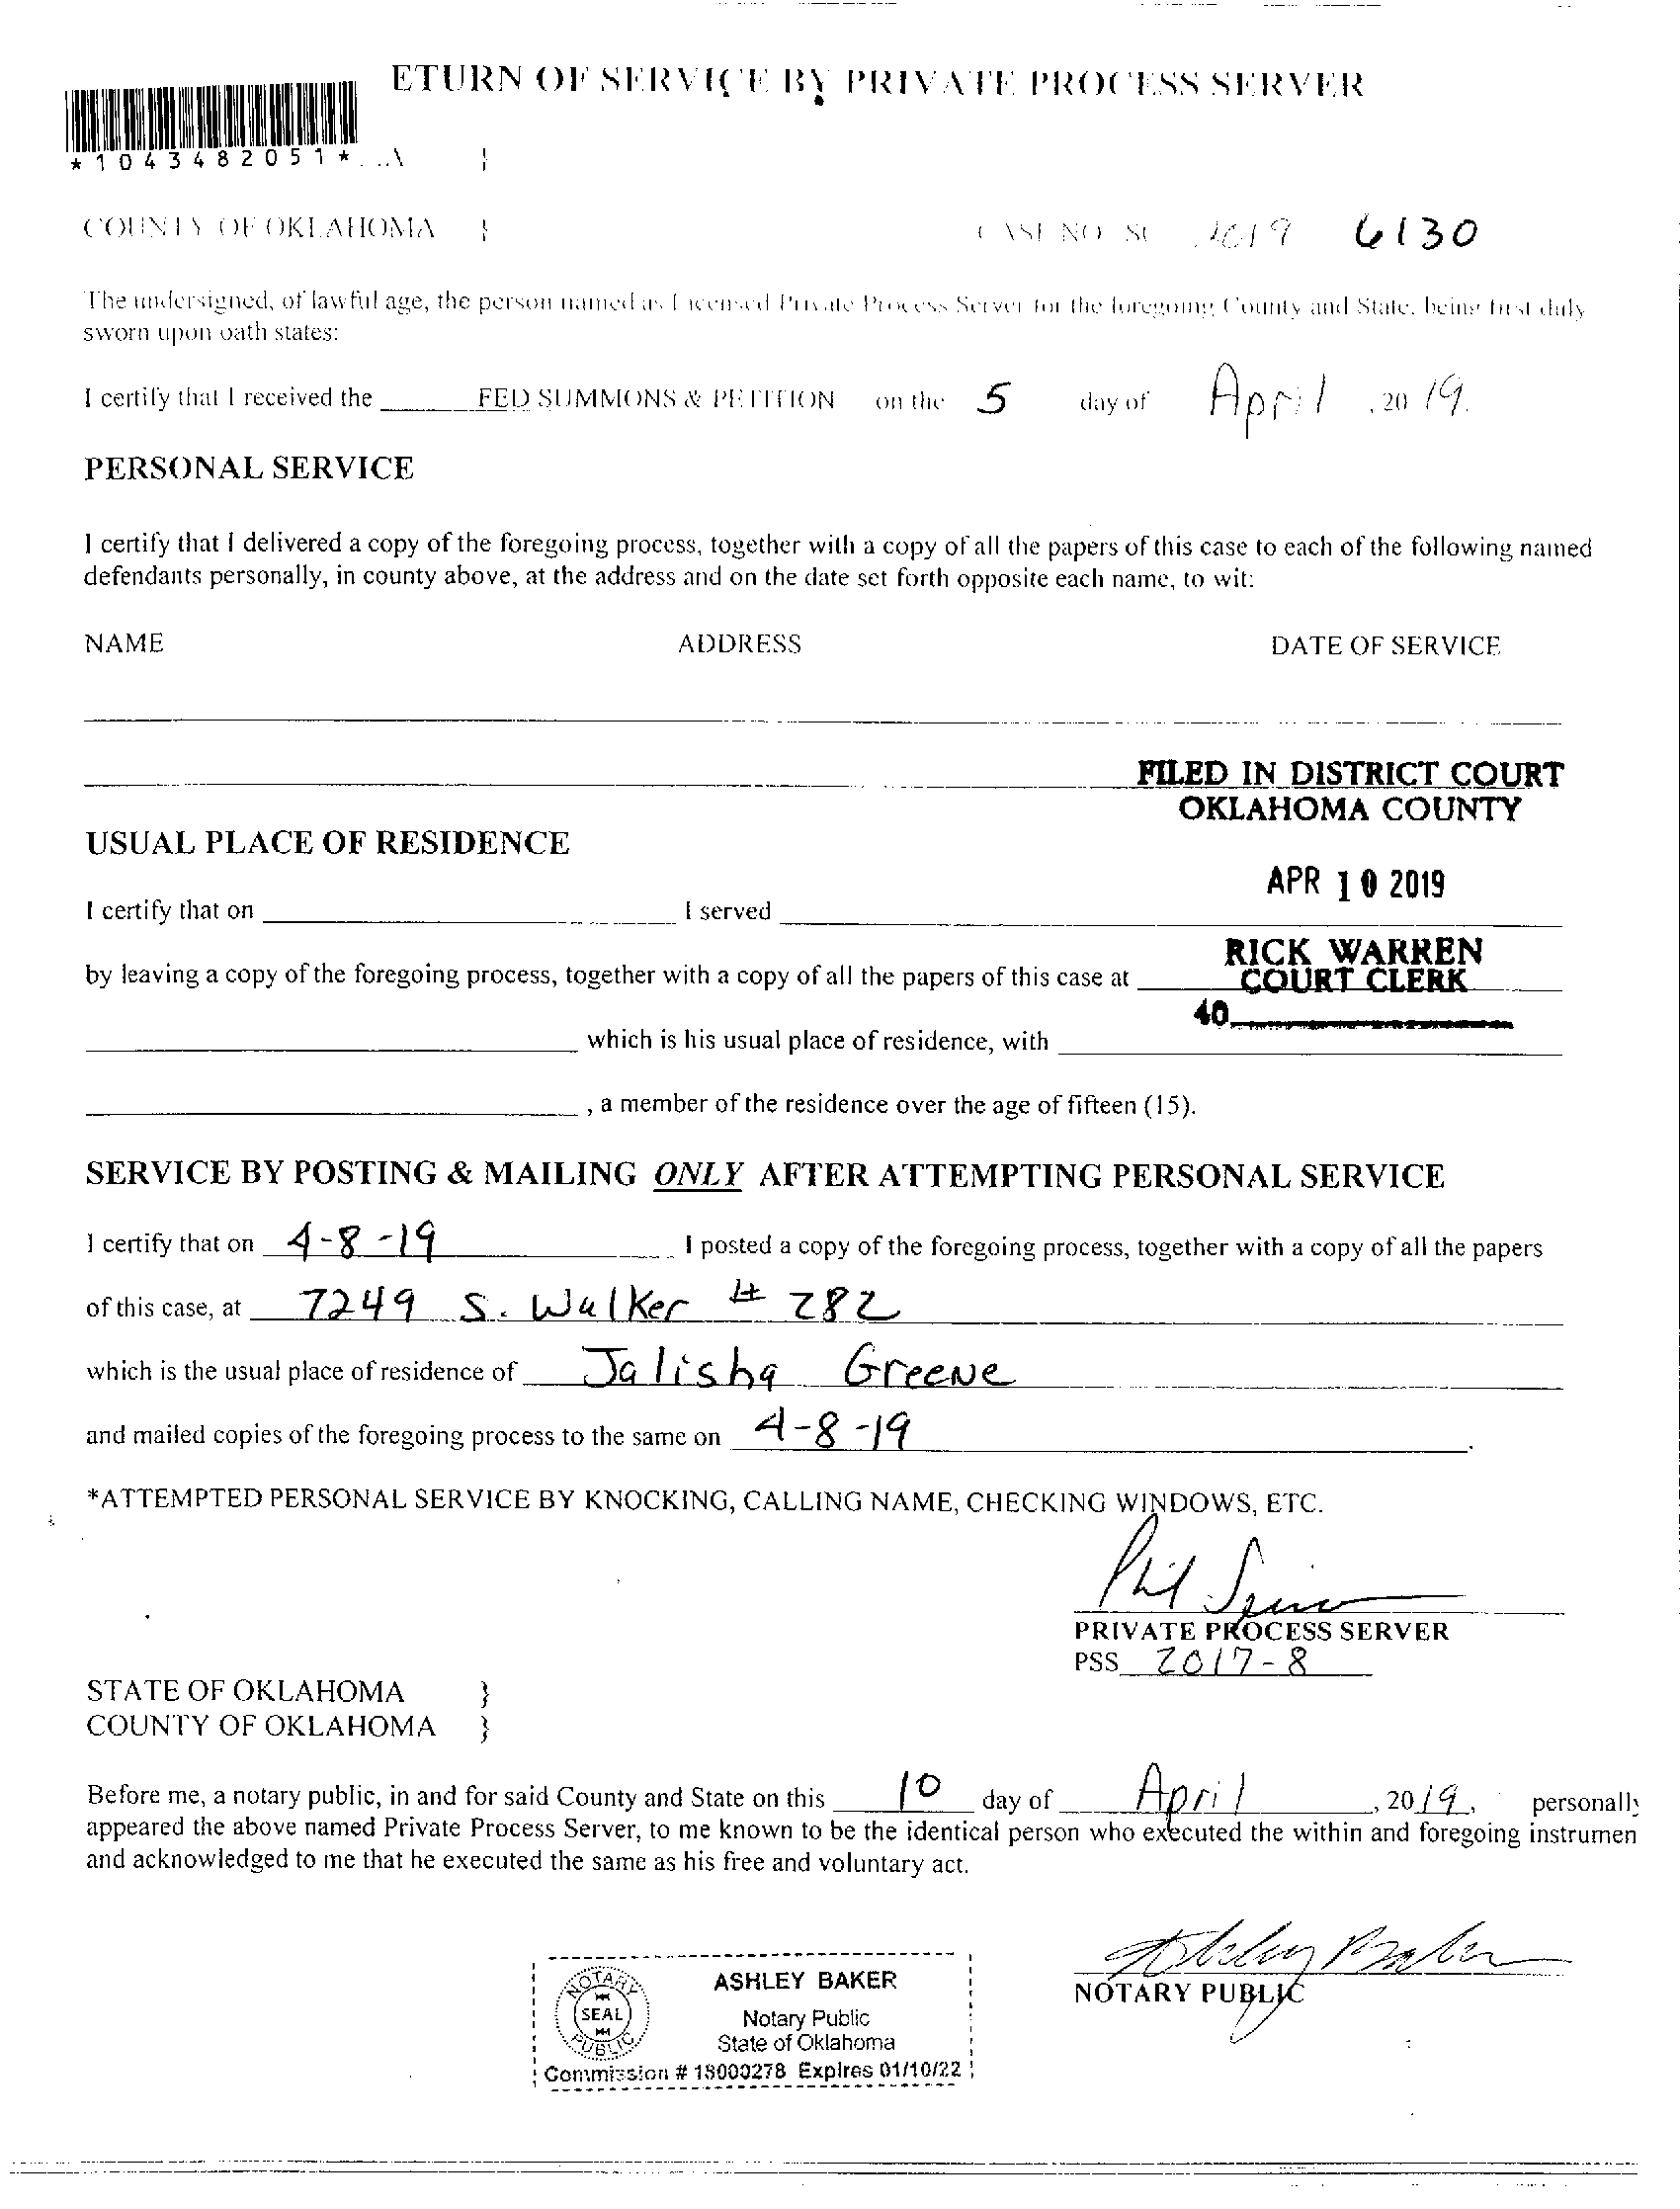 ETURN OF SERVICE BY PRIVATE PROCESS SERVER
*1043482051*
COUNTY OF OKLAHOMA } CASE NO. SC 2019 6130
The undersigned, of lawful age, the person named as Licensed Private Process Server for the foregoing County and State, being first duly
sworn upon oath states:
I certify that I received the FED SUMMONS & PETITION on the 5 day of April , 20 19.
PERSONAL SERVICE
I certify that I delivered a copy of the foregoing process, together with a copy of all the papers of this case to each of the following named
defendants personally, in county above, at the address and on the date set forth opposite each name, to wit:
NAME ADDRESS DATE OF SERVICE
FILED IN DISTRICT COURT
OKLAHOMA COUNTY
USUAL PLACE OF RESIDENCE
APR 10 2019
I certify that on I served
RICK WARREN
by leaving a copy of the foregoing process, together with a copy of all the papers of this case at
COURT CLERK
40
which is his usual place of residence, with
, a member of the residence over the age of fifteen (15).
SERVICE BY POSTING & MAILING ONLY AFTER ATTEMPTING PERSONAL SERVICE
I certify that on 4-8-19 I posted a copy of the foregoing process, together with a copy of all the papers
of this case, at 7249 S. Walker # 282
which is the usual place of residence of Jalisha Greene
and mailed copies of the foregoing process to the same on 4-8-19.
*ATTEMPTED PERSONAL SERVICE BY KNOCKING, CALLING NAME, CHECKING WINDOWS, ETC.
Phil
PRIVATE PROCESS SERVER
PSS 2017-8
STATE OF OKLAHOMA }
COUNTY OF OKLAHOMA }
Before me, a notary public, in and for said County and State on this 10 day of April , 20 19, personally
appeared the above named Private Process Server, to me known to be the identical person who executed the within and foregoing instrumen
and acknowledged to me that he executed the same as his free and voluntary act.
Ashley Baker
NOTARY PUBLIC
NOTARY SEAL PUBLIC
ASHLEY BAKER
Notary Public
State of Oklahoma
Commission # 18000278 Expires 01/10/22